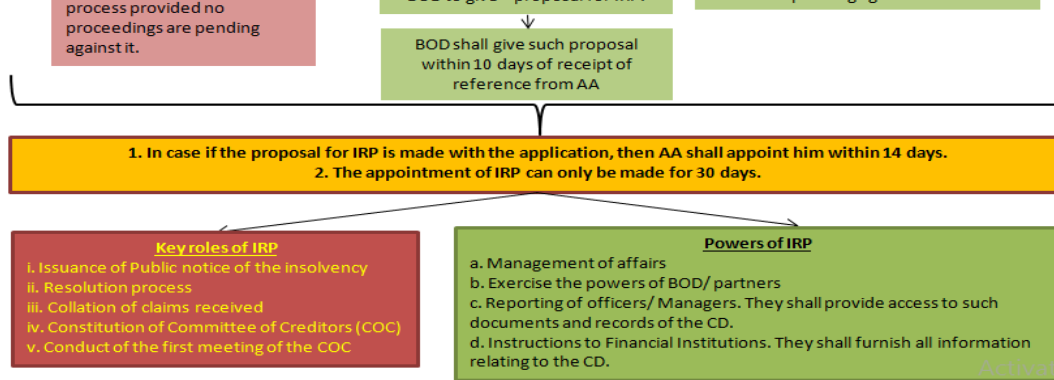 process provided no
proceedings are pending
against it.
BOD shall give such proposal
within 10 days of receipt of
reference from AA
1. In case if the proposal for IRP is made with the application, then AA shall appoint him within 14 days.
2. The appointment of IRP can only be made for 30 days.
Key roles of IRP
i. Issuance of Public notice of the insolvency
ii. Resolution process
iii. Collation of claims received
iv. Constitution of Committee of Creditors (COC)
v. Conduct of the first meeting of the COC
Powers of IRP
a. Management of affairs
b. Exercise the powers of BOD/ partners
c. Reporting of officers/ Managers. They shall provide access to such
documents and records of the CD.
d. Instructions to Financial Institutions. They shall furnish all information
relating to the CD.